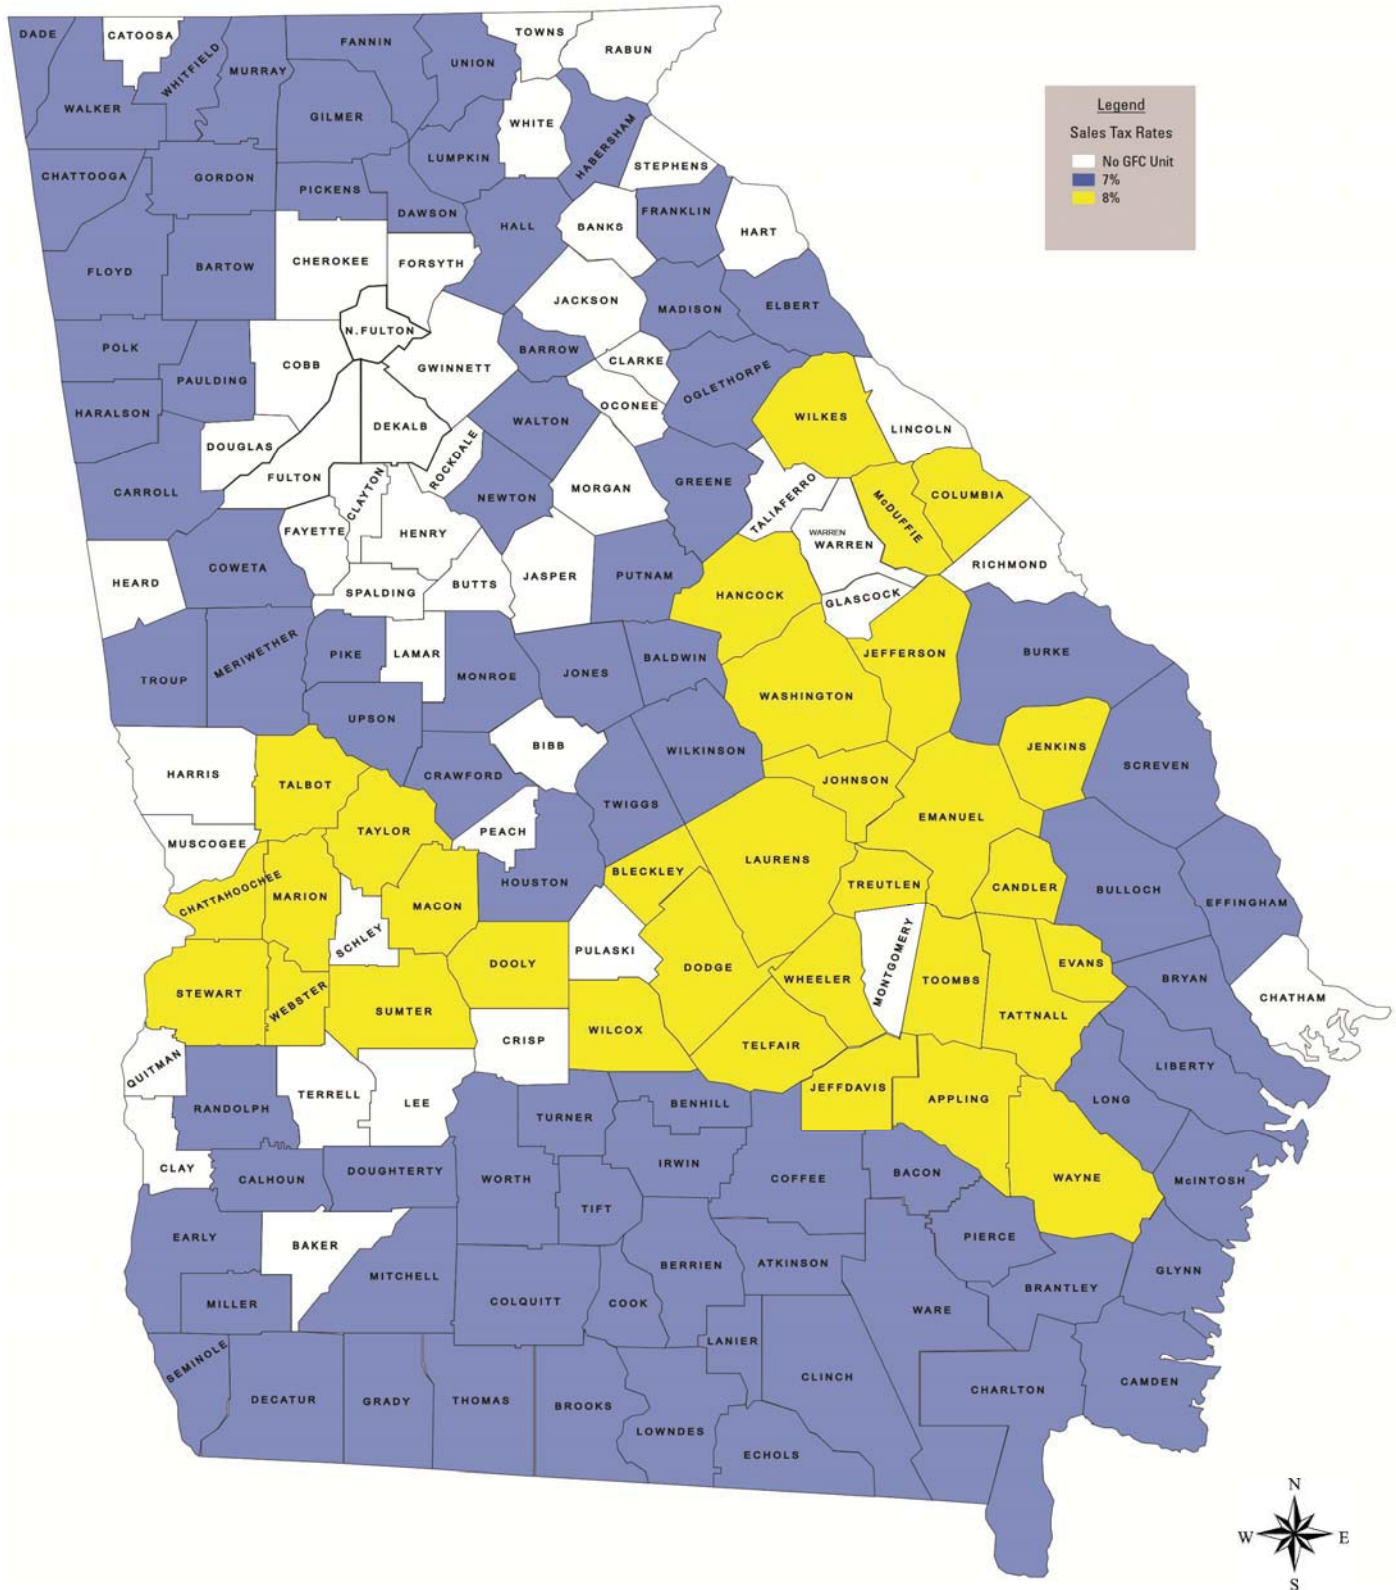 DADE
CATOOSA
WHITFIELD
MURRAY
FANNIN
UNION
TOWNS
RABUN
WALKER
GILMER
WHITE
HABERSHAM
LUMPKIN
STEPHENS
CHATTOOGA
GORDON
PICKENS
DAWSON
HALL
BANKS
FRANKLIN
HART
FLOYD
BARTOW
CHEROKEE
FORSYTH
JACKSON
MADISON
ELBERT
N.FULTON
POLK
PAULDING
COBB
GWINNETT
BARROW
CLARKE
OCONEE
OGLETHORPE
HARALSON
DOUGLAS
DEKALB
WALTON
WILKES
LINCOLN
CARROLL
FULTON
CLAYTON
ROCKDALE
NEWTON
MORGAN
GREENE
TALIAFERRO
McDUFFIE
COLUMBIA
WARREN
WARREN
FAYETTE
HENRY
RICHMOND
HEARD
COWETA
SPALDING
BUTTS
JASPER
PUTNAM
HANCOCK
GLASCOCK
TROUP
MERIWETHER
PIKE
LAMAR
MONROE
JONES
BALDWIN
WASHINGTON
JEFFERSON
BURKE
UPSON
BIBB
WILKINSON
JENKINS
SCREVEN
HARRIS
TALBOT
CRAWFORD
TWIGGS
JOHNSON
MUSCOGEE
TAYLOR
PEACH
EMANUEL
CHATTAHOOCHEE
MARION
MACON
HOUSTON
BLECKLEY
LAURENS
TREUTLEN
CANDLER
BULLOCH
EFFINGHAM
SCHLEY
PULASKI
STEWART
WEBSTER
SUMTER
DOOLY
DODGE
WHEELER
MONTGOMERY
TOOMBS
EVANS
TATTNALL
BRYAN
CHATHAM
CRISP
WILCOX
TELFAIR
LIBERTY
QUITMAN
RANDOLPH
TERRELL
LEE
TURNER
BENHILL
JEFFDAVIS
APPLING
LONG
CLAY
CALHOUN
DOUGHTERTY
WORTH
IRWIN
COFFEE
BACON
WAYNE
McINTOSH
TIFT
EARLY
BAKER
MITCHELL
BERRIEN
ATKINSON
PIERCE
GLYNN
MILLER
COLQUITT
COOK
WARE
BRANTLEY
LANIER
SEMINOLE
DECATUR
GRADY
THOMAS
BROOKS
LOWNDES
CLINCH
ECHOLS
CHARLTON
CAMDEN
Legend
Sales Tax Rates
No GFC Unit
7%
8%
N
W
E
S